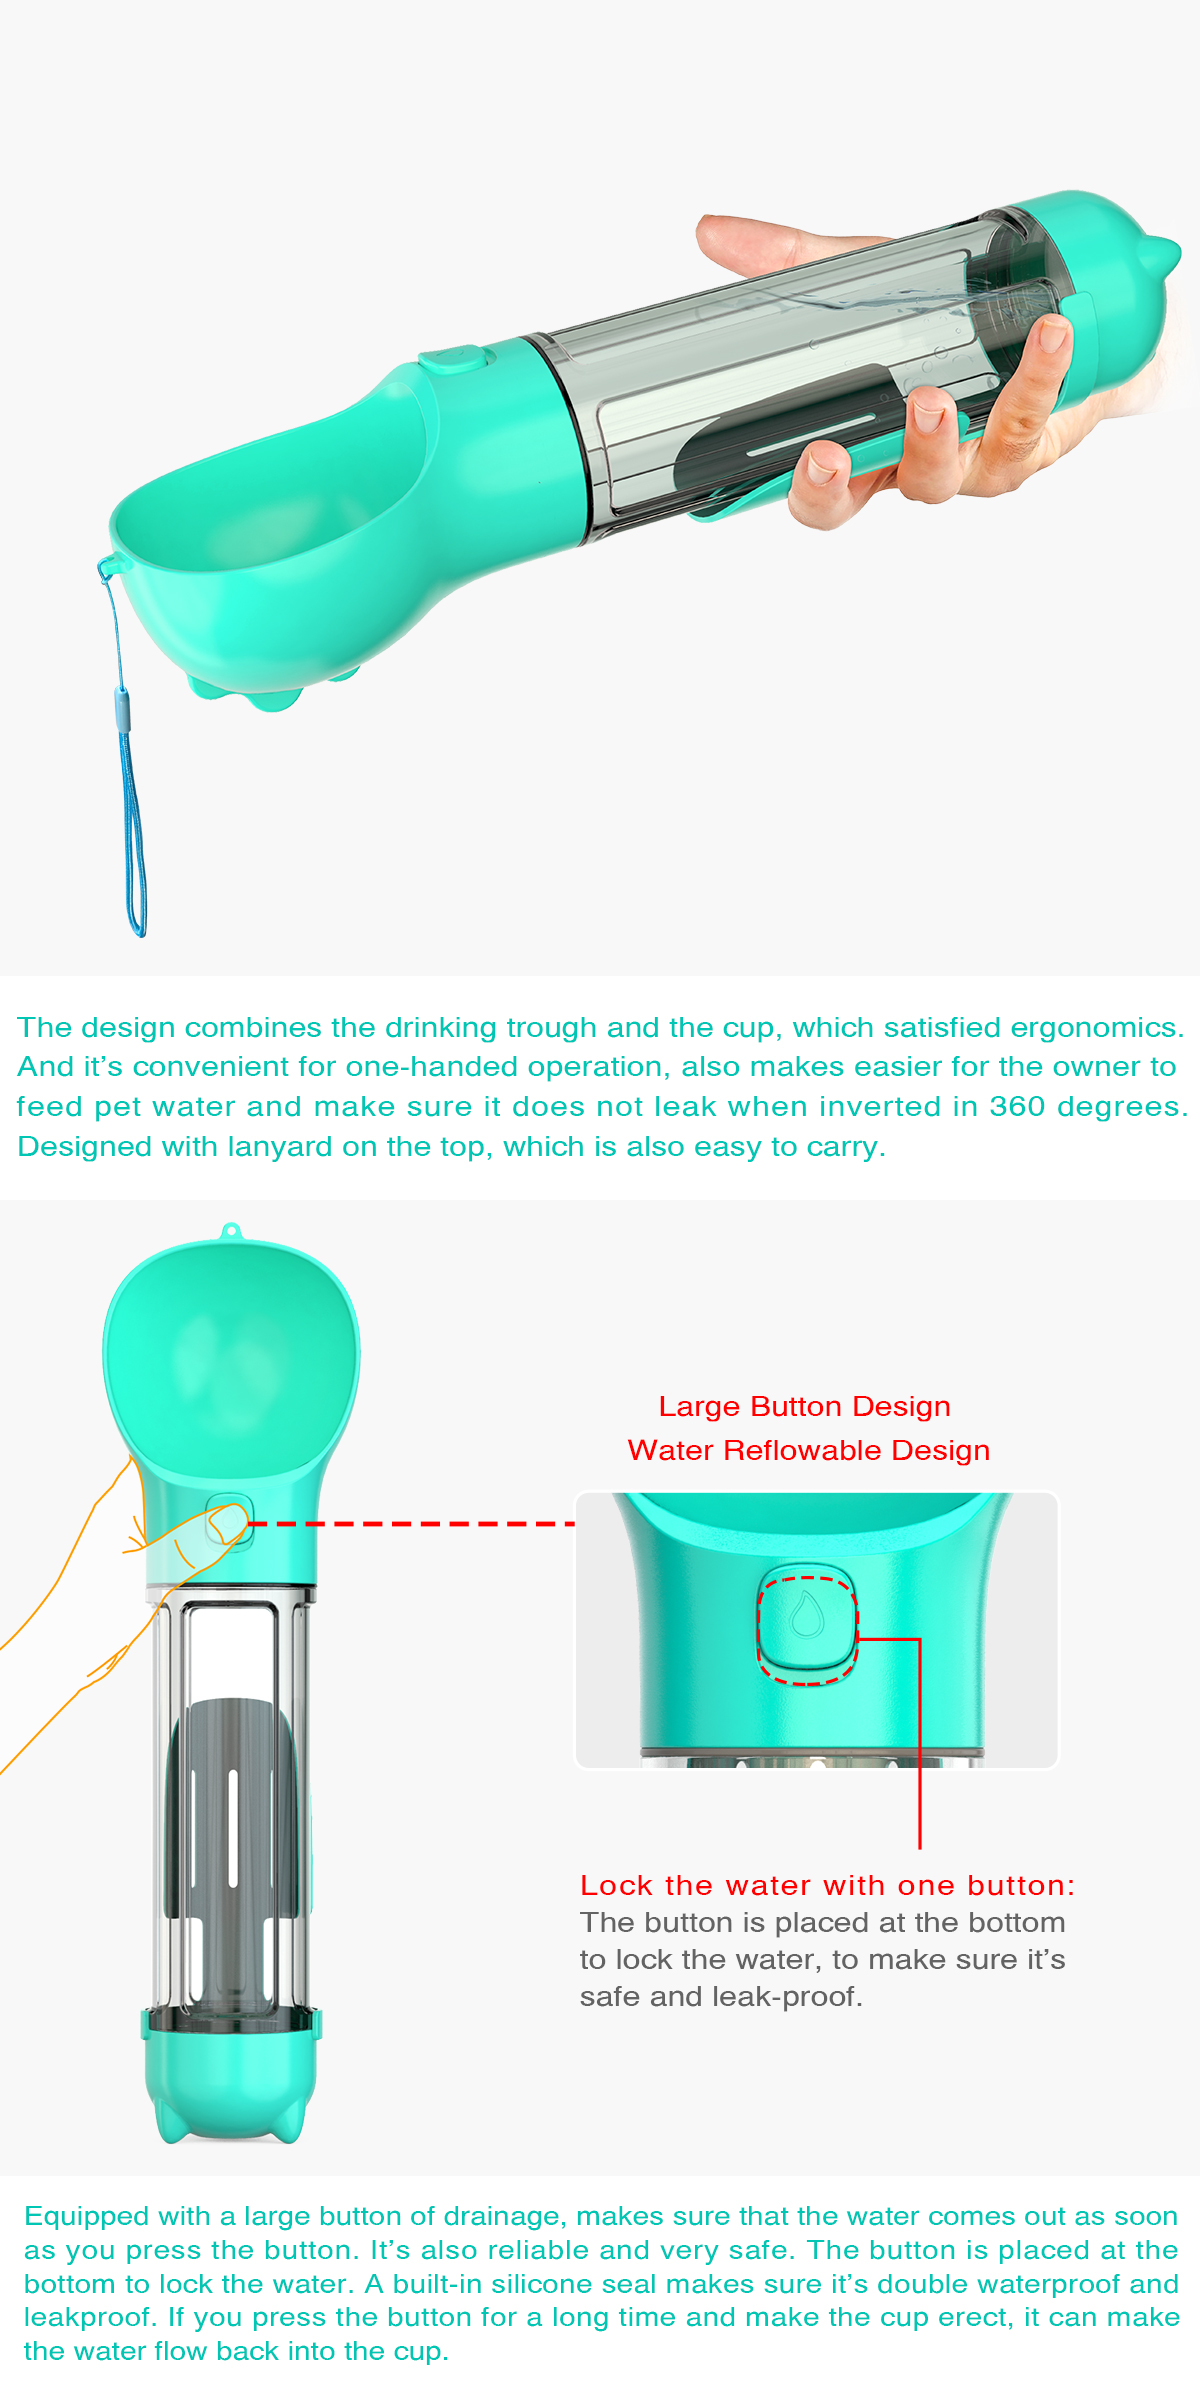 The design combines the drinking trough and the cup, which satisfied ergonomics.
And it's convenient for one-handed operation, also makes easier for the owner to
feed pet water and make sure it does not leak when inverted in 360 degrees.
Designed with lanyard on the top, which is also easy to carry.
Large Button Design
Water Reflowable Design
Lock the water with one button:
The button is placed at the bottom
to lock the water, to make sure it's
safe and leak-proof.
Equipped with a large button of drainage, makes sure that the water comes out as soon
as you press the button. It's also reliable and very safe. The button is placed at the
bottom to lock the water. A built-in silicone seal makes sure it's double waterproof and
leakproof. If you press the button for a long time and make the cup erect, it can make
the water flow back into the cup.